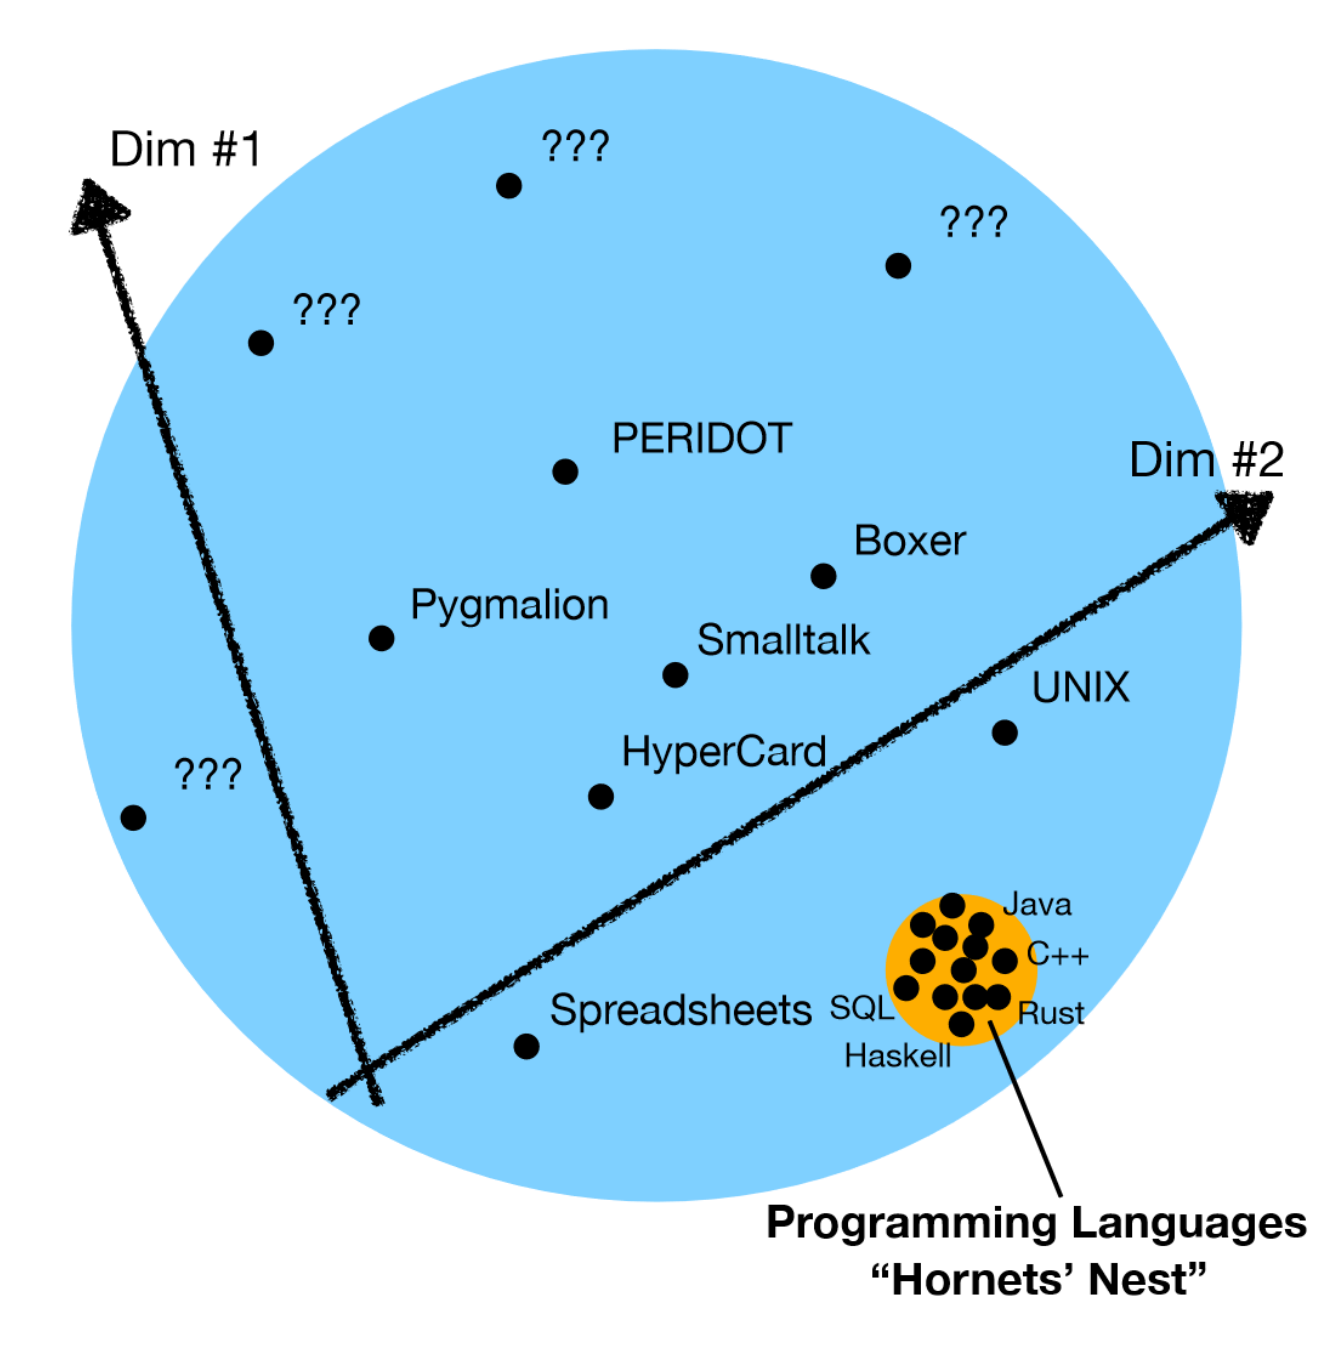 Dim #1
???
???
???
PERIDOT
Dim #2
Boxer
Pygmalion
Smalltalk
UNIX
HyperCard
???
Java
C++
Spreadsheets
SQL
Rust
Haskell
Programming Languages
“Hornets’ Nest”